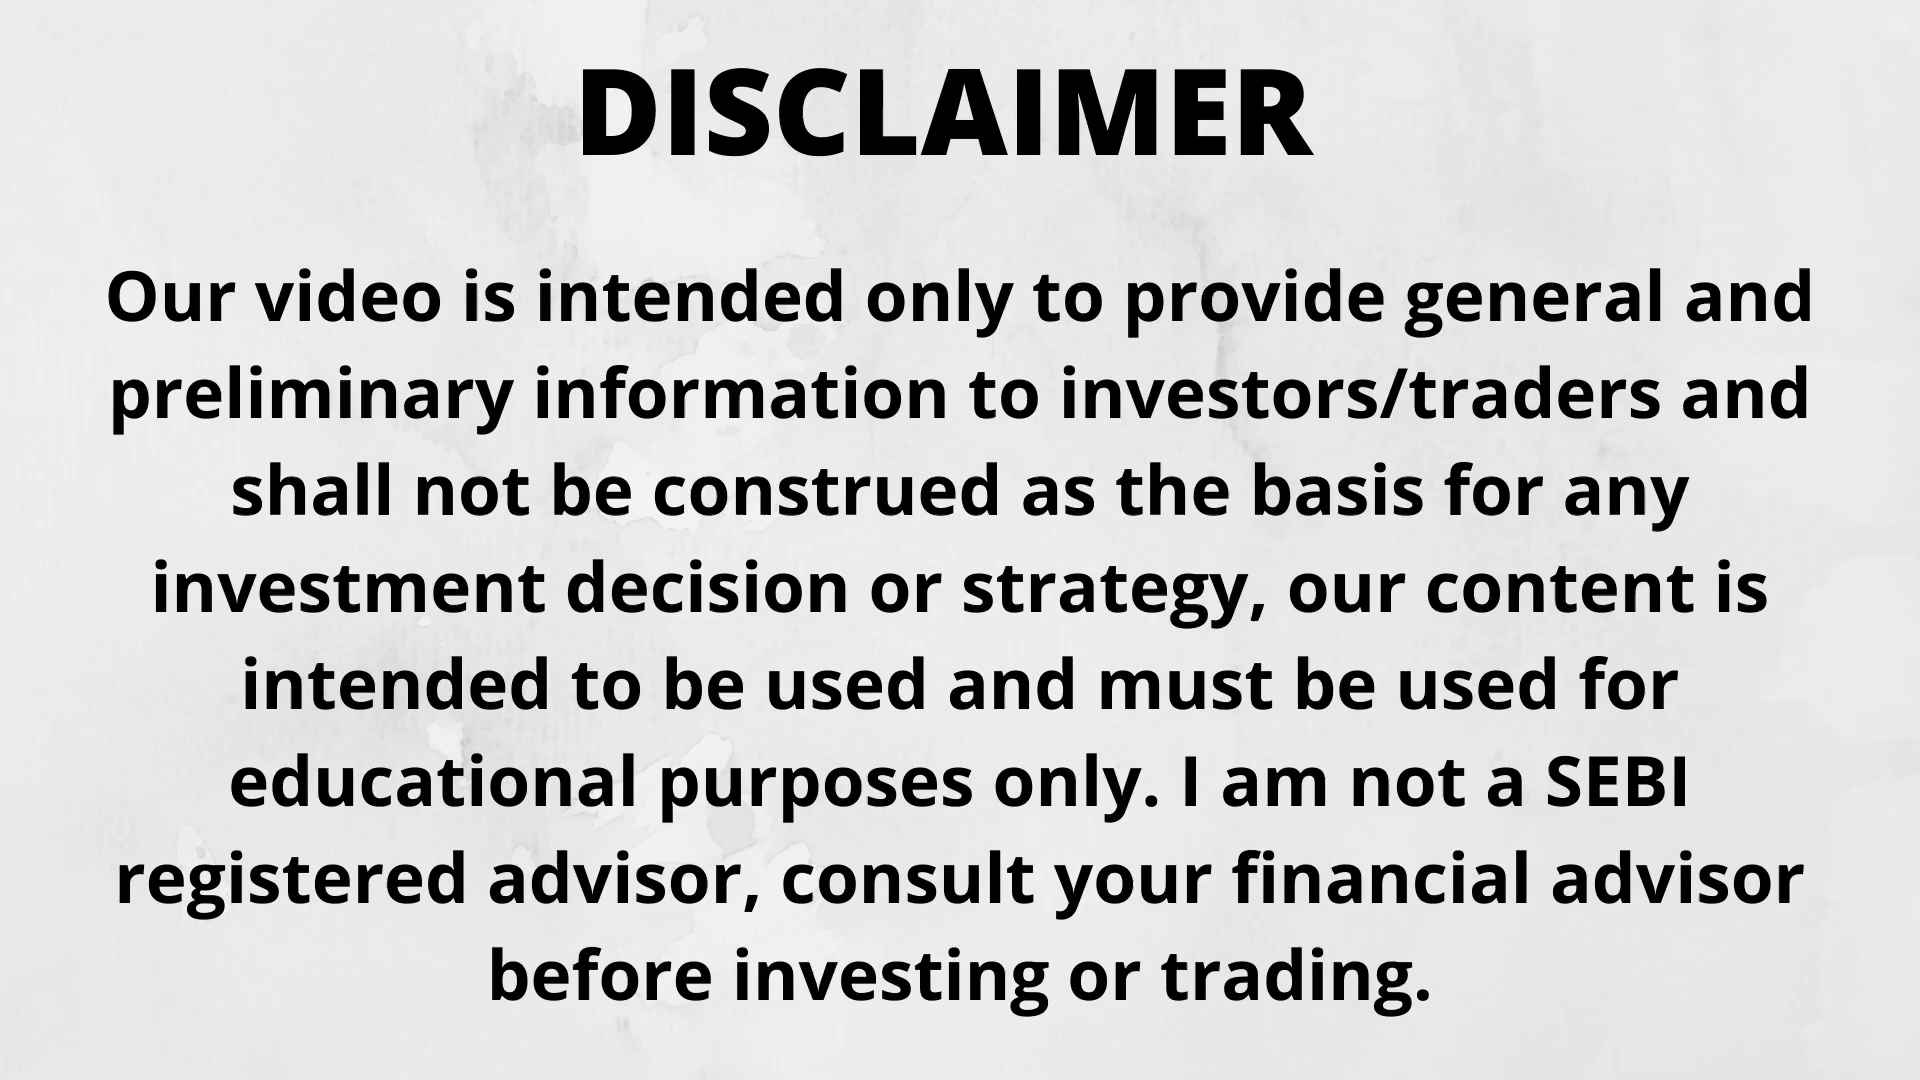 DISCLAIMER
Our video is intended only to provide general and
preliminary information to investors/traders and
shall not be construed as the basis for any
investment decision or strategy, our content is
intended to be used and must be used for
educational purposes only. I am not a SEBI
registered advisor, consult your financial advisor
before investing or trading.